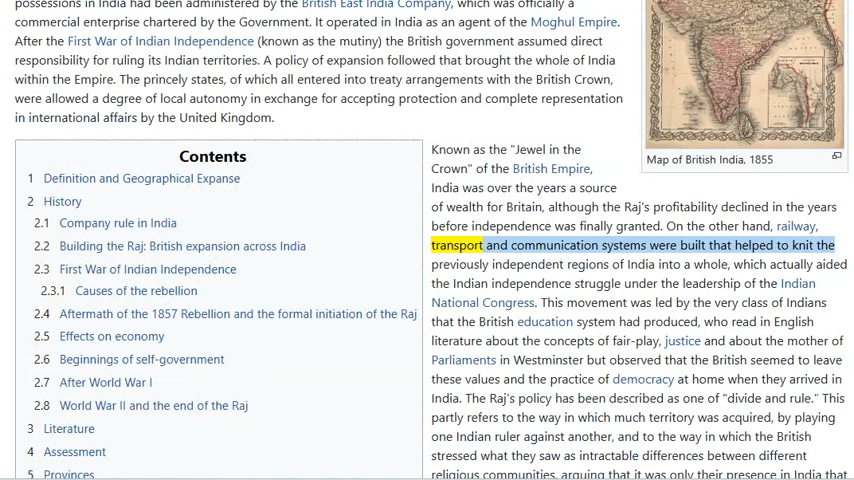 possessions in India had been administered by the British East India Company, which was officially a
commercial enterprise chartered by the Government. It operated in India as an agent of the Moghul Empire.
After the First War of Indian Independence (known as the mutiny) the British government assumed direct
responsibility for ruling its Indian territories. A policy of expansion followed that brought the whole of India
within the Empire. The princely states, of which all entered into treaty arrangements with the British Crown,
were allowed a degree of local autonomy in exchange for accepting protection and complete representation
in international affairs by the United Kingdom.
Map of British India, 1855
Contents
1 Definition and Geographical Expanse
2 History
2.1 Company rule in India
2.2 Building the Raj: British expansion across India
2.3 First War of Indian Independence
2.3.1 Causes of the rebellion
2.4 Aftermath of the 1857 Rebellion and the formal initiation of the Raj
2.5 Effects on economy
2.6 Beginnings of self-government
2.7 After World War I
2.8 World War II and the end of the Raj
3 Literature
4 Assessment
5 Provinces
Known as the "Jewel in the
Crown" of the British Empire,
India was over the years a source
of wealth for Britain, although the Raj's profitability declined in the years
before independence was finally granted. On the other hand, railway,
transport and communication systems were built that helped to knit the
previously independent regions of India into a whole, which actually aided
the Indian independence struggle under the leadership of the Indian
National Congress. This movement was led by the very class of Indians
that the British education system had produced, who read in English
literature about the concepts of fair-play, justice and about the mother of
Parliaments in Westminster but observed that the British seemed to leave
these values and the practice of democracy at home when they arrived in
India. The Raj's policy has been described as one of "divide and rule." This
partly refers to the way in which much territory was acquired, by playing
one Indian ruler against another, and to the way in which the British
stressed what they saw as intractable differences between different
religious communities, arguing that it was only their presence in India that